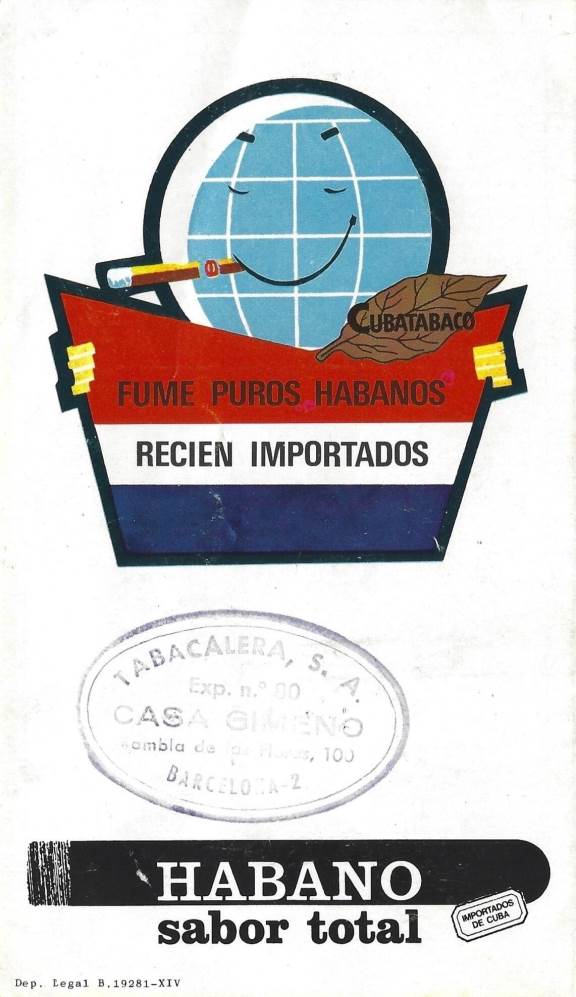 CUBATABACO
FUME PUROS HABANOS
RECIEN IMPORTADOS
TABACALERA, S. A.
Exp. n.º 80
CASA GIMENO
Rambla de las Flores, 100
BARCELONA-2
HABANO
sabor total
IMPORTADOS
DE CUBA
Dep. Legal B.19281-XIV